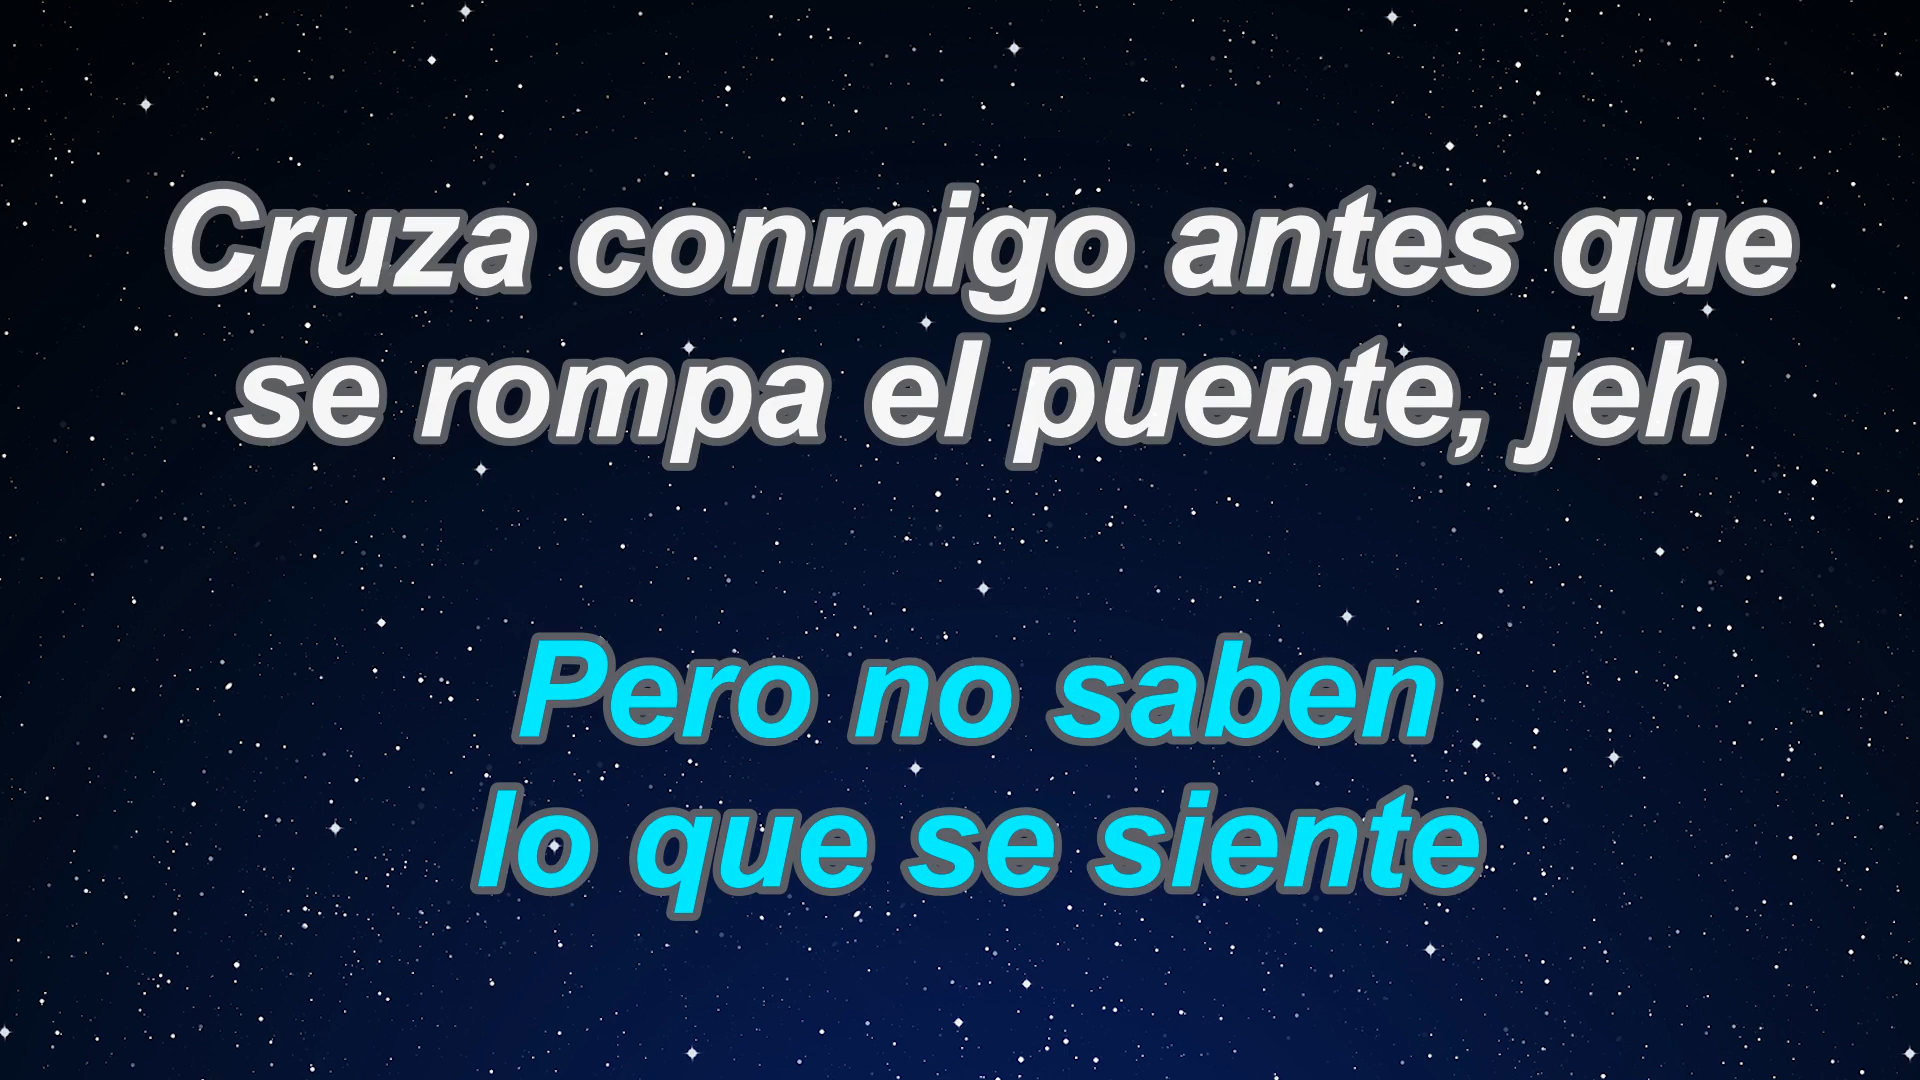 Cruza conmigo antes que
se rompa el puente, jeh
Pero no saben
lo que se siente